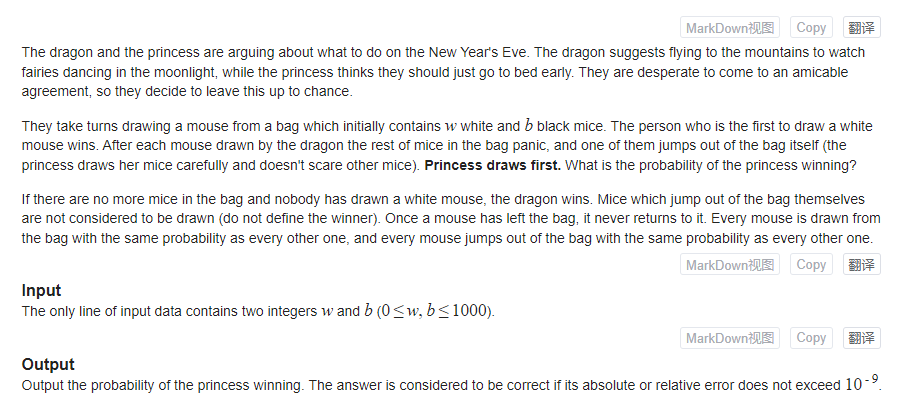 MarkDown视图 Copy 翻译
The dragon and the princess are arguing about what to do on the New Year's Eve. The dragon suggests flying to the mountains to watch
fairies dancing in the moonlight, while the princess thinks they should just go to bed early. They are desperate to come to an amicable
agreement, so they decide to leave this up to chance.
They take turns drawing a mouse from a bag which initially contains w white and b black mice. The person who is the first to draw a white
mouse wins. After each mouse drawn by the dragon the rest of mice in the bag panic, and one of them jumps out of the bag itself (the
princess draws her mice carefully and doesn't scare other mice). Princess draws first. What is the probability of the princess winning?
If there are no more mice in the bag and nobody has drawn a white mouse, the dragon wins. Mice which jump out of the bag themselves
are not considered to be drawn (do not define the winner). Once a mouse has left the bag, it never returns to it. Every mouse is drawn from
the bag with the same probability as every other one, and every mouse jumps out of the bag with the same probability as every other one.
MarkDown视图 Copy 翻译
Input
The only line of input data contains two integers w and b (0 ≤ w, b ≤ 1000).
MarkDown视图 Copy 翻译
Output
Output the probability of the princess winning. The answer is considered to be correct if its absolute or relative error does not exceed 10⁻⁹.